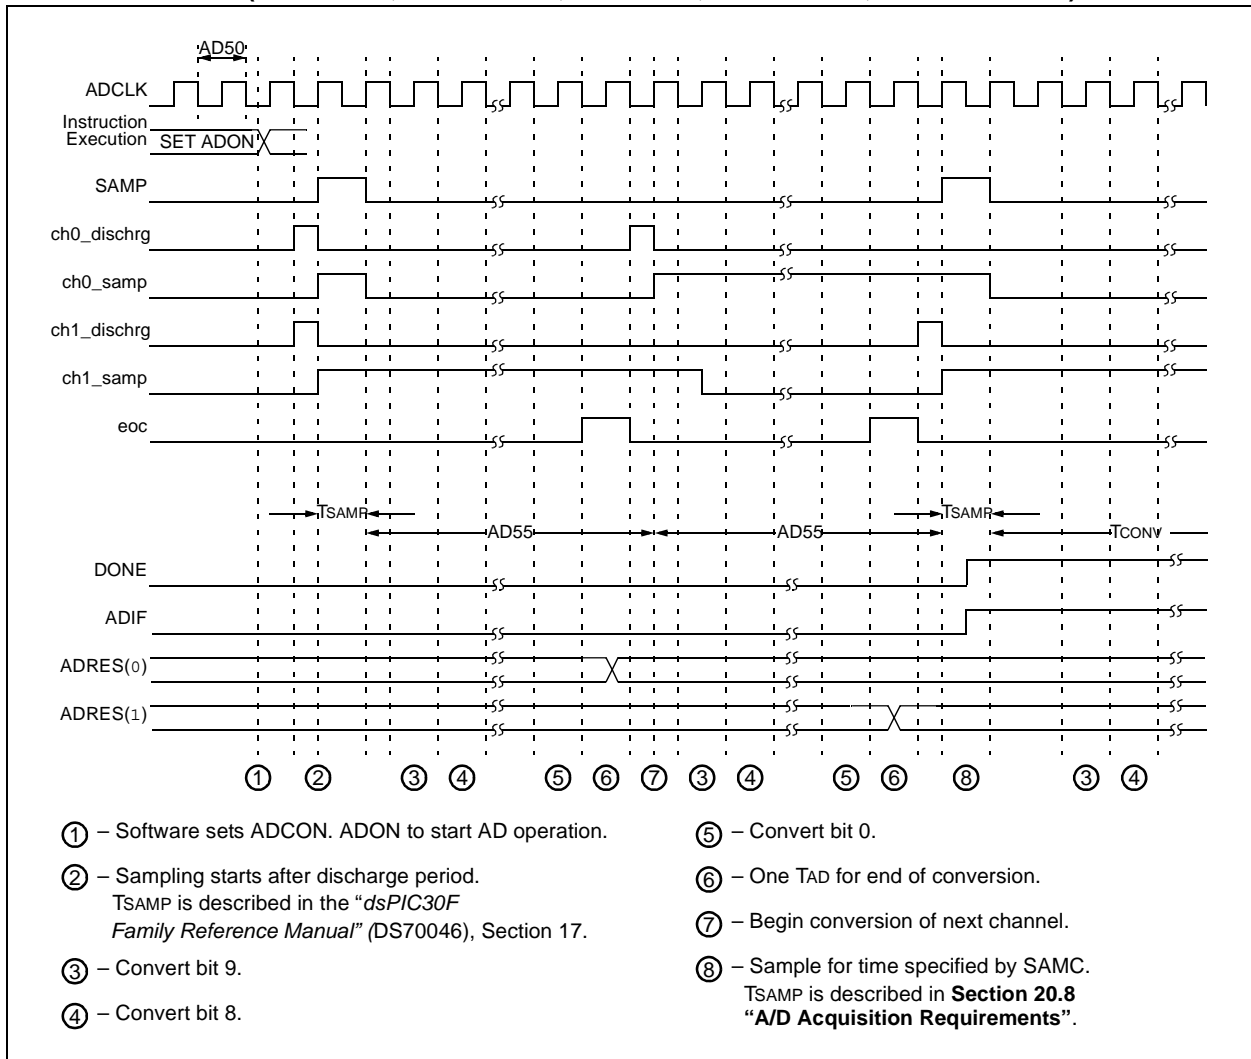 AD50
ADCLK
Instruction
Execution
SET ADON
SAMP
ch0_dischrg
ch0_samp
ch1_dischrg
ch1_samp
eoc
TSAMP
TSAMP
AD55
AD55
TCONV
DONE
ADIF
ADRES(0)
ADRES(1)
1 2 3 4 5 6 7 3 4 5 6 8 3 4
1 – Software sets ADCON. ADON to start AD operation.
2 – Sampling starts after discharge period.
TSAMP is described in the “dsPIC30F
Family Reference Manual” (DS70046), Section 17.
3 – Convert bit 9.
4 – Convert bit 8.
5 – Convert bit 0.
6 – One TAD for end of conversion.
7 – Begin conversion of next channel.
8 – Sample for time specified by SAMC.
TSAMP is described in Section 20.8
“A/D Acquisition Requirements”.